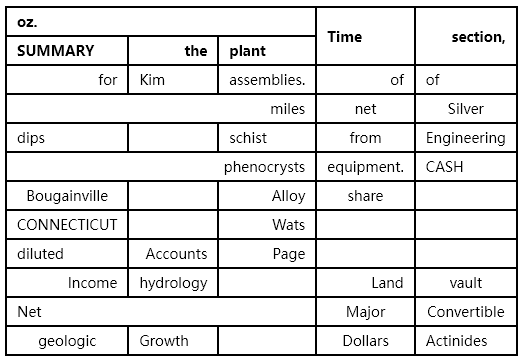 oz. Time section,
SUMMARY the plant
for Kim assemblies. of of
miles net Silver
dips schist from Engineering
phenocrysts equipment. CASH
Bougainville Alloy share
CONNECTICUT Wats
diluted Accounts Page
Income hydrology Land vault
Net Major Convertible
geologic Growth Dollars Actinides